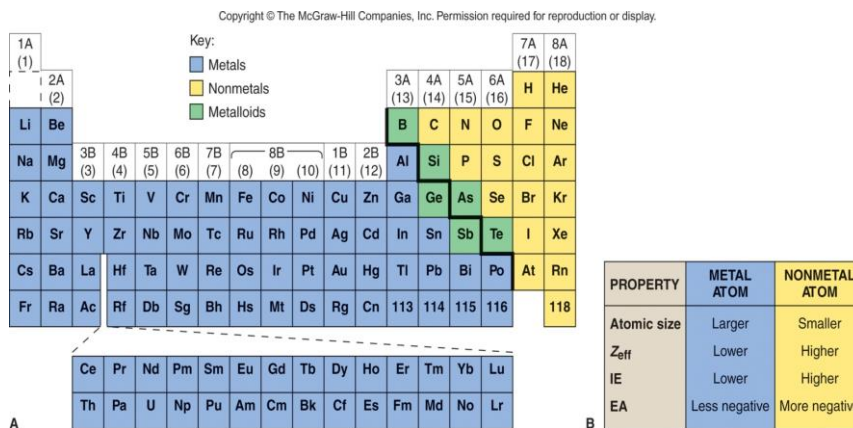 Copyright © The McGraw-Hill Companies, Inc. Permission required for reproduction or display.
1A
(1)
Key:
Metals
Nonmetals
Metalloids
7A 8A
(17) (18)
2A
(2)
3A 4A 5A 6A
(13) (14) (15) (16)
H He
Li Be B C N O F Ne
3B 4B 5B 6B 7B 8B 1B 2B
(3) (4) (5) (6) (7) (8) (9) (10) (11) (12)
Na Mg Al Si P S Cl Ar
K Ca Sc Ti V Cr Mn Fe Co Ni Cu Zn Ga Ge As Se Br Kr
Rb Sr Y Zr Nb Mo Tc Ru Rh Pd Ag Cd In Sn Sb Te I Xe
Cs Ba La Hf Ta W Re Os Ir Pt Au Hg Tl Pb Bi Po At Rn
Fr Ra Ac Rf Db Sg Bh Hs Mt Ds Rg Cn 113 114 115 116 118
Ce Pr Nd Pm Sm Eu Gd Tb Dy Ho Er Tm Yb Lu
Th Pa U Np Pu Am Cm Bk Cf Es Fm Md No Lr
A
PROPERTY METAL ATOM NONMETAL ATOM
Atomic size Larger Smaller
Zeff Lower Higher
IE Lower Higher
EA Less negative More negativ
B